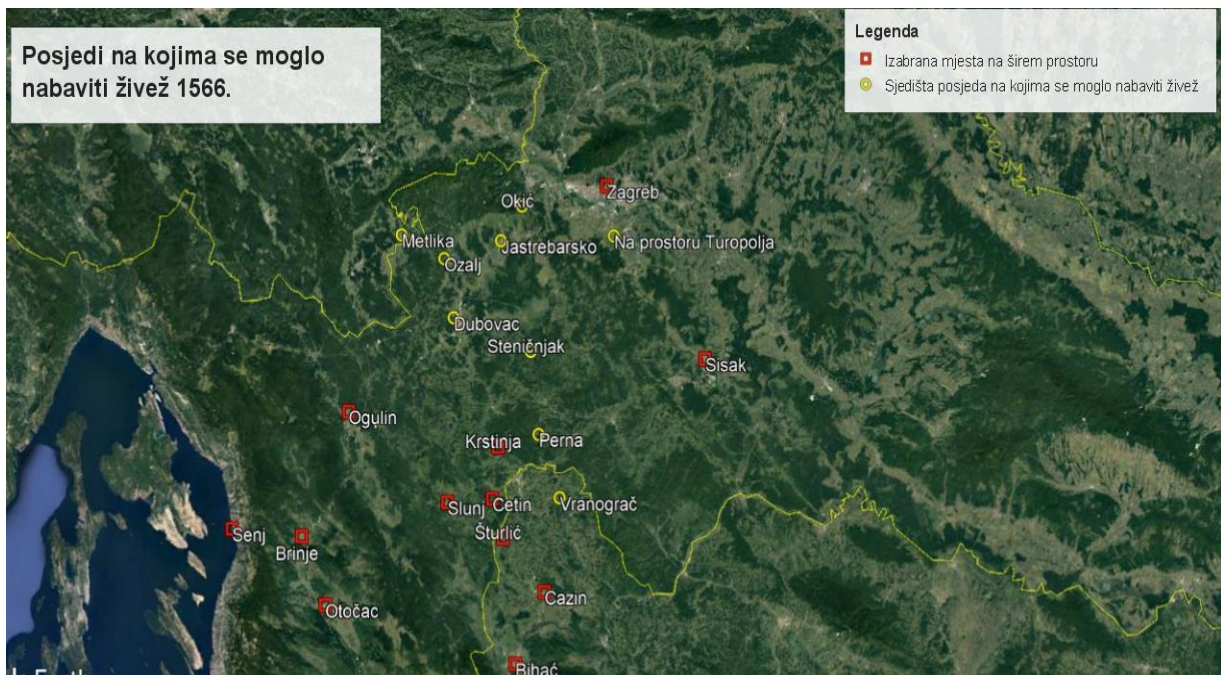 Posjedi na kojima se moglo
nabaviti živež 1566.
Legenda
Izabrana mjesta na širem prostoru
Sjedišta posjeda na kojima se moglo nabaviti živež
Zagreb
Okić
Metlika
Jastrebarsko
Na prostoru Turopolja
Ozalj
Dubovac
Steničnjak
Sisak
Ogulin
Krstinja
Perna
Slunj
Cetin
Vranograč
Senj
Brinje
Šturlić
Otočac
Cazin
Bihać